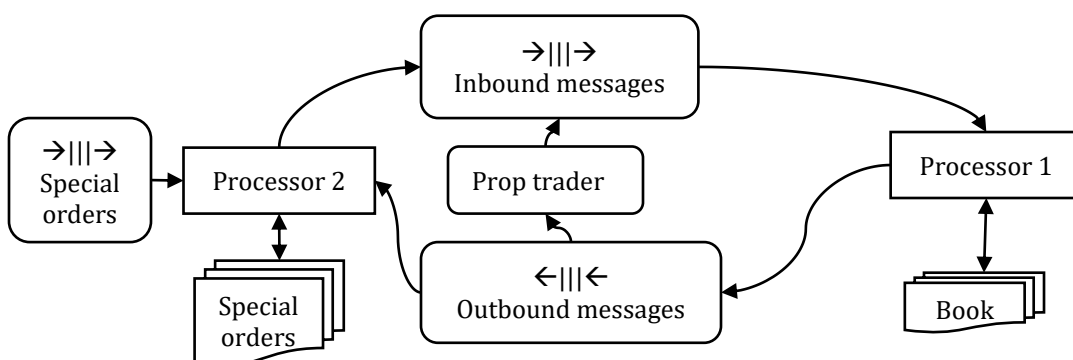 →|||→
Inbound messages
→|||→
Special
orders
Processor 2
Prop trader
Processor 1
←|||←
Outbound messages
Special
orders
Book